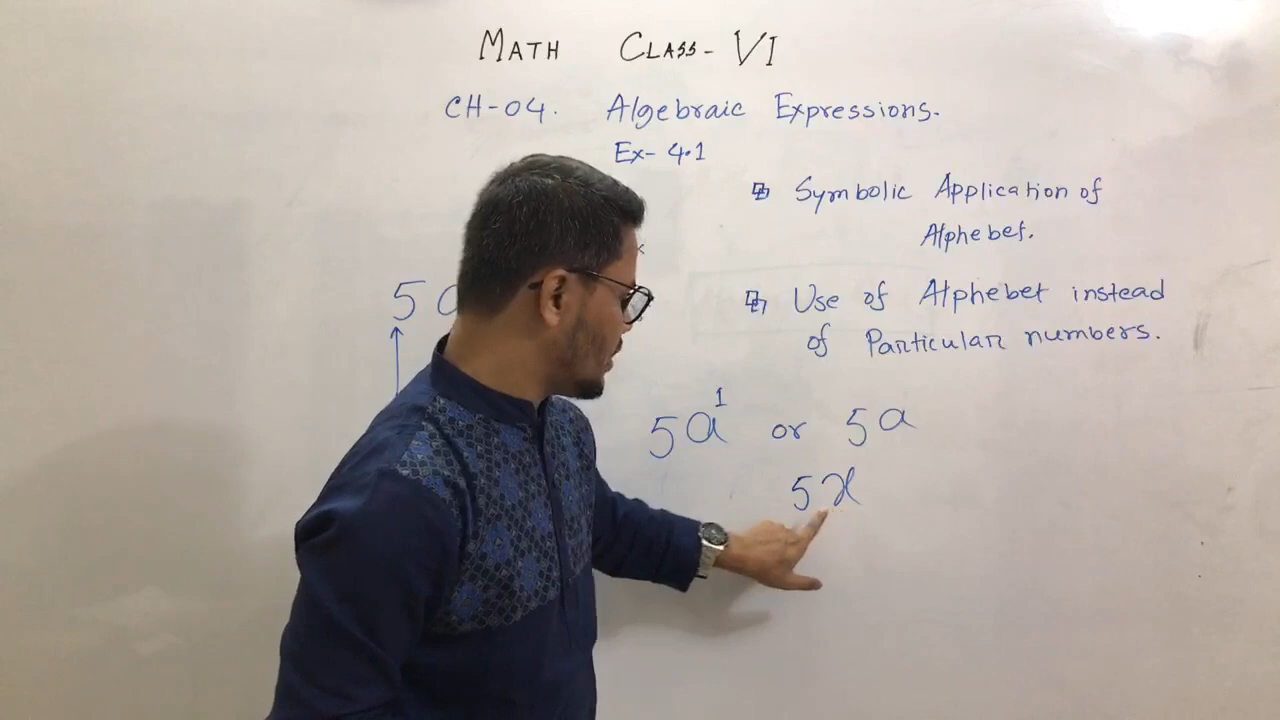 MATH CLASS-VI
CH-04. Algebraic Expressions.
Ex- 4.1
Symbolic Application of
Alphebet.
Use of Alphebet instead
of Particular numbers.
5
5a¹ or 5a
5x